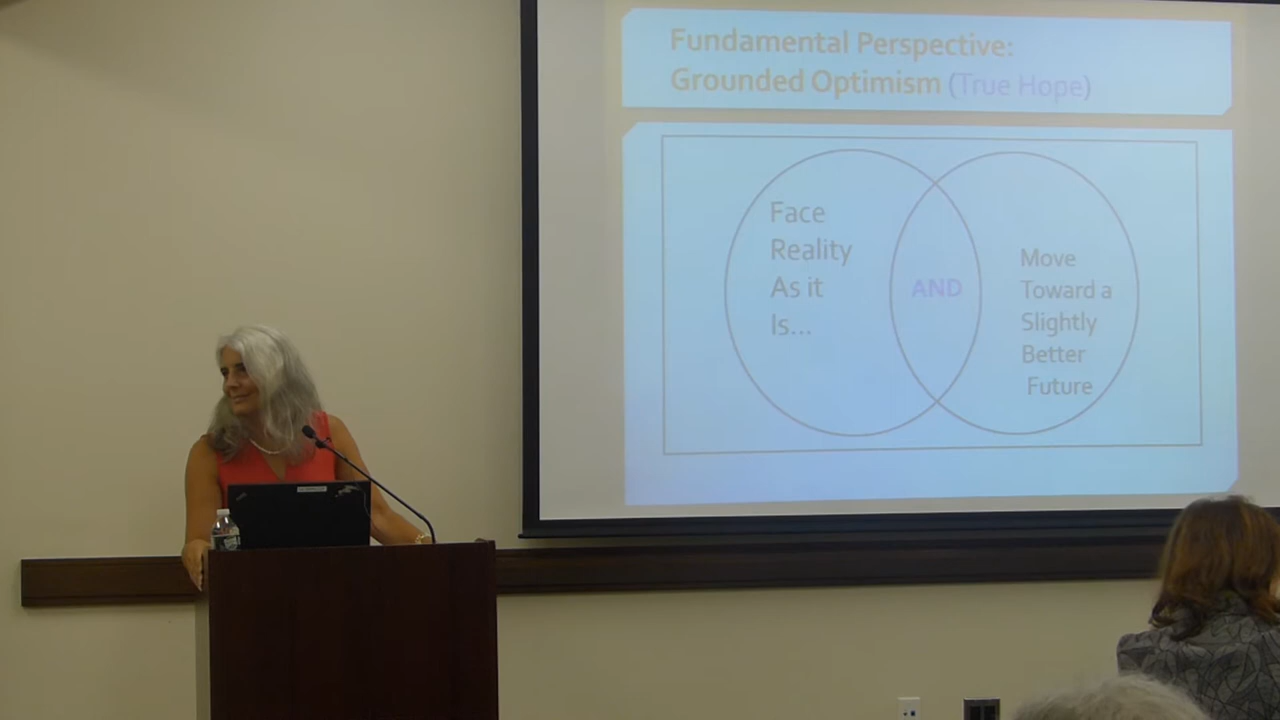 Fundamental Perspective:
Grounded Optimism (True Hope)
Face
Reality
As it
Is...
AND
Move
Toward a
Slightly
Better
Future